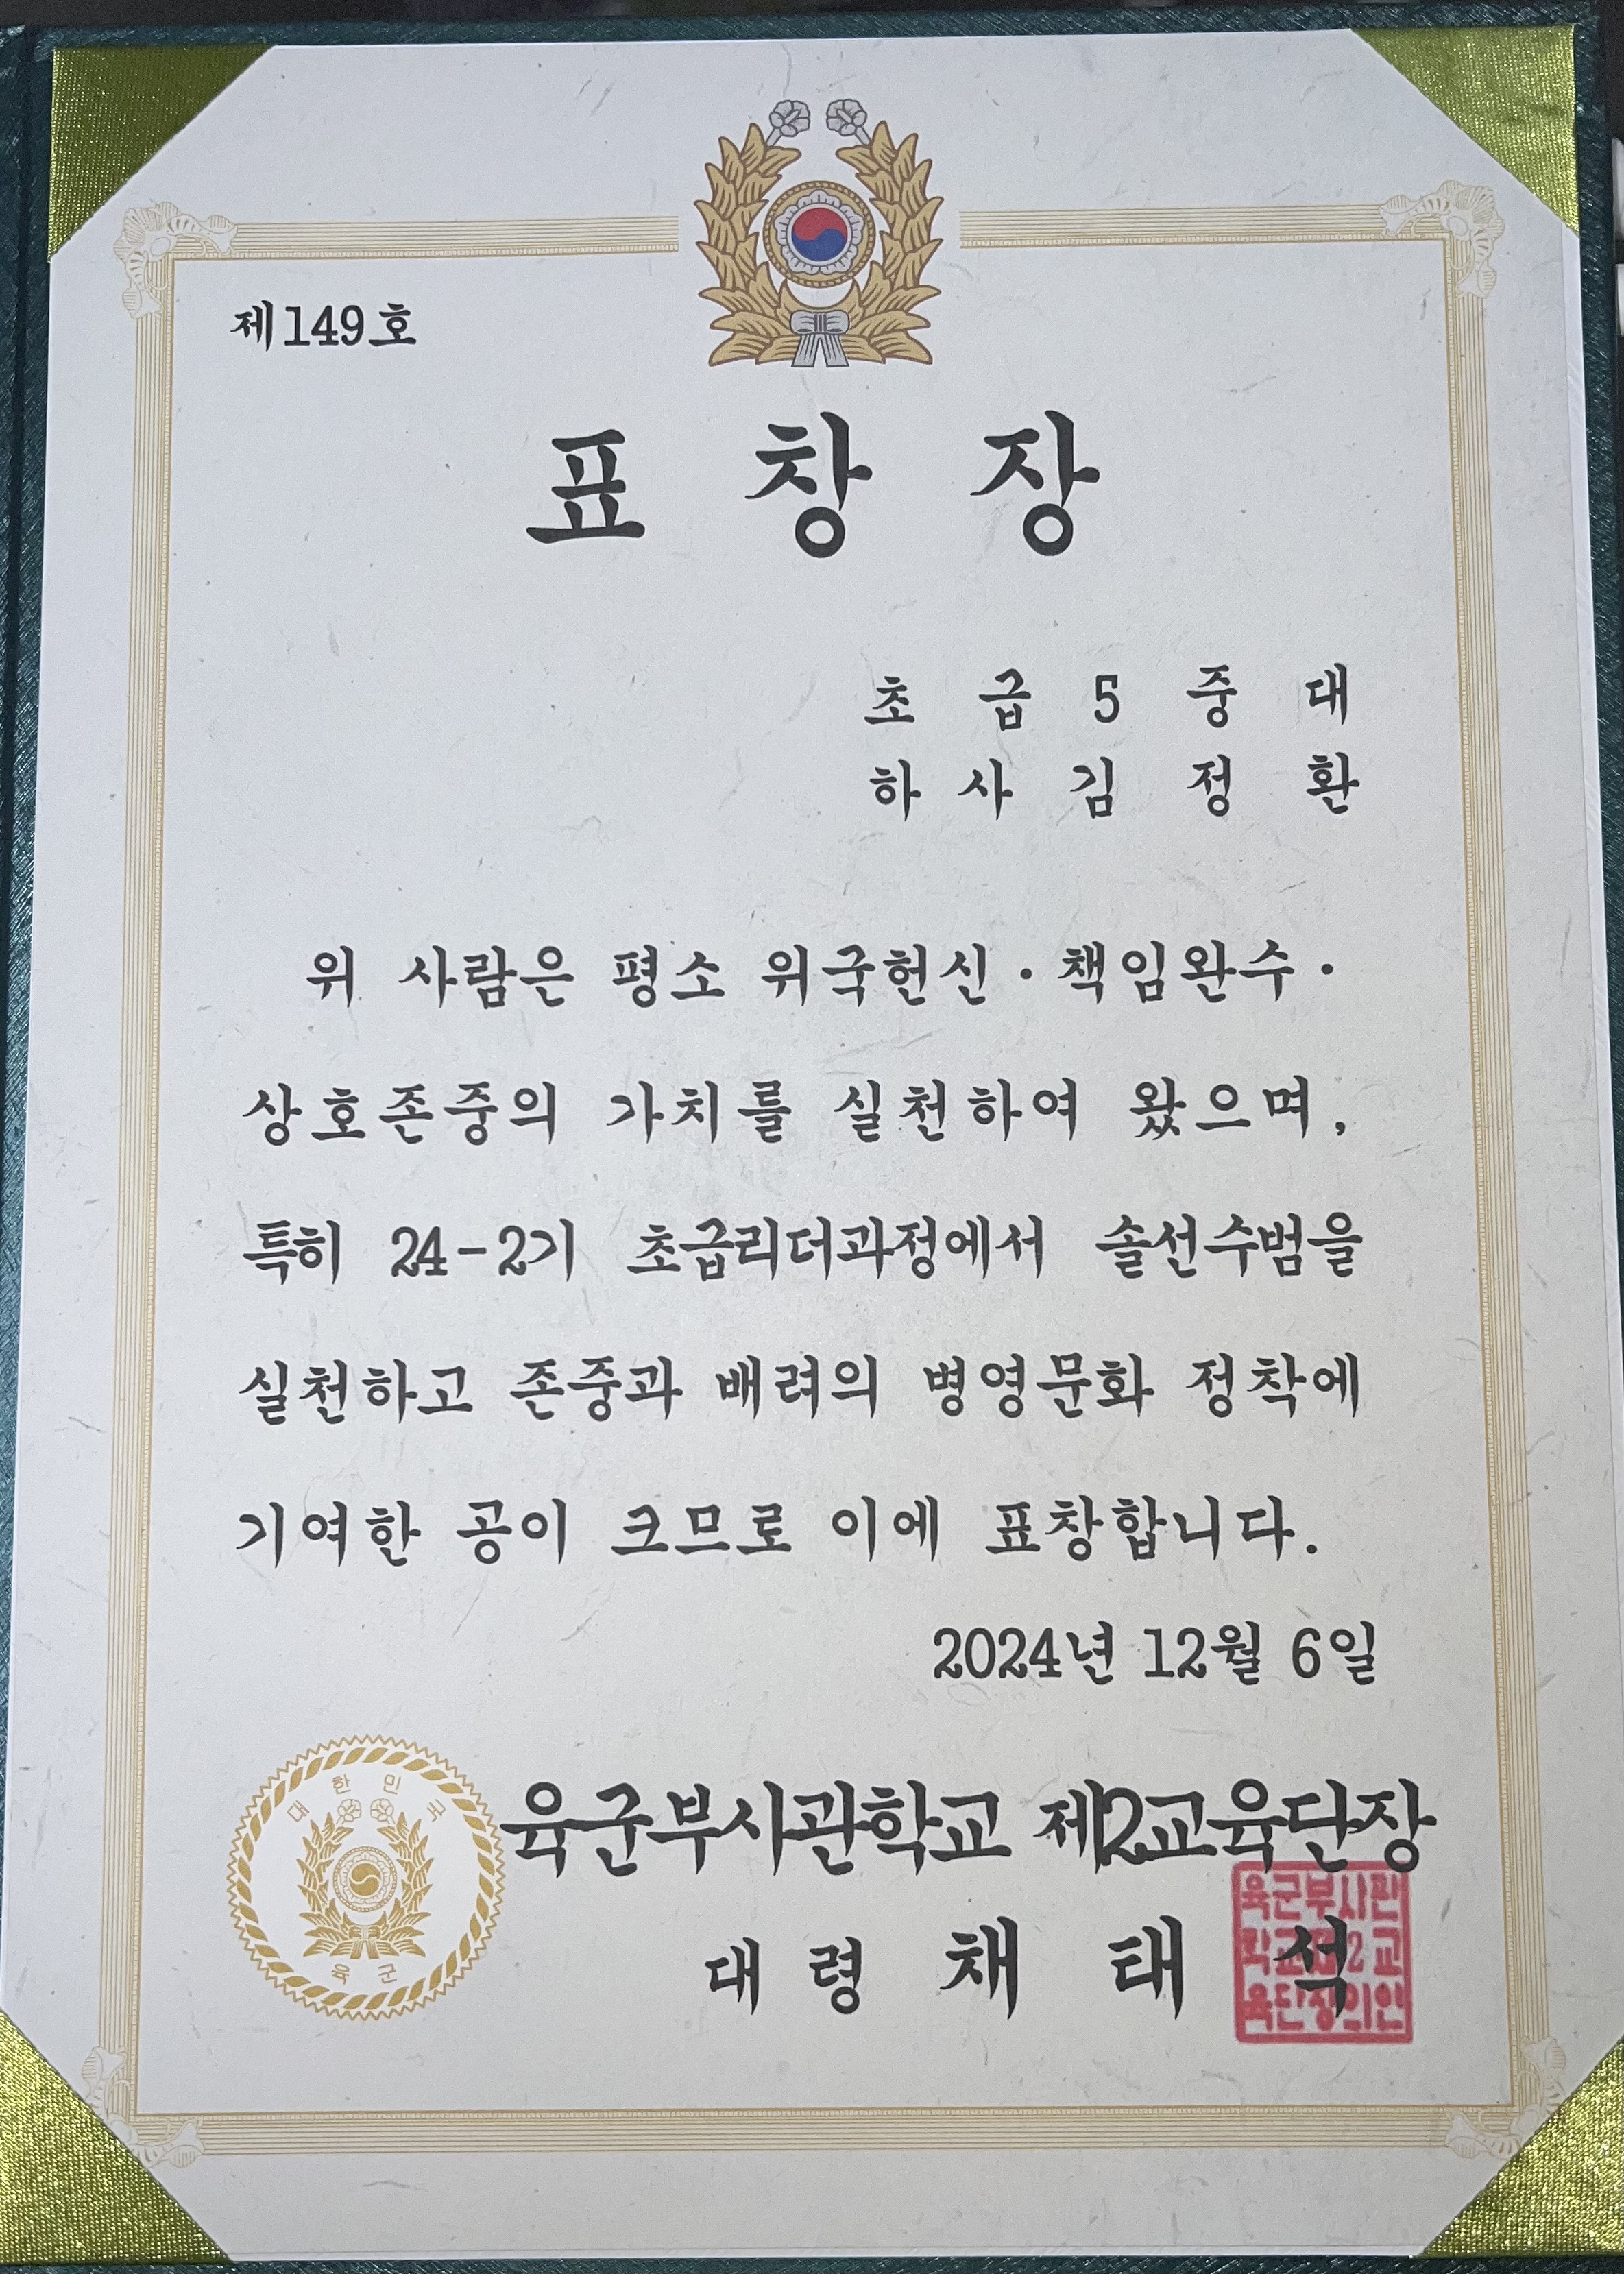 제149호
표 창 장
초 급 5 중 대
하 사 김 정 환
위 사람은 평소 위국헌신·책임완수·
상호존중의 가치를 실천하여 왔으며,
특히 24-2기 초급리더과정에서 솔선수범을
실천하고 존중과 배려의 병영문화 정착에
기여한 공이 크므로 이에 표창합니다.
2024년 12월 6일
대한민국
육군
육군부사관학교 제2교육단장
대 령 채 태 석
육군부사관
학교제2교
육단장의인